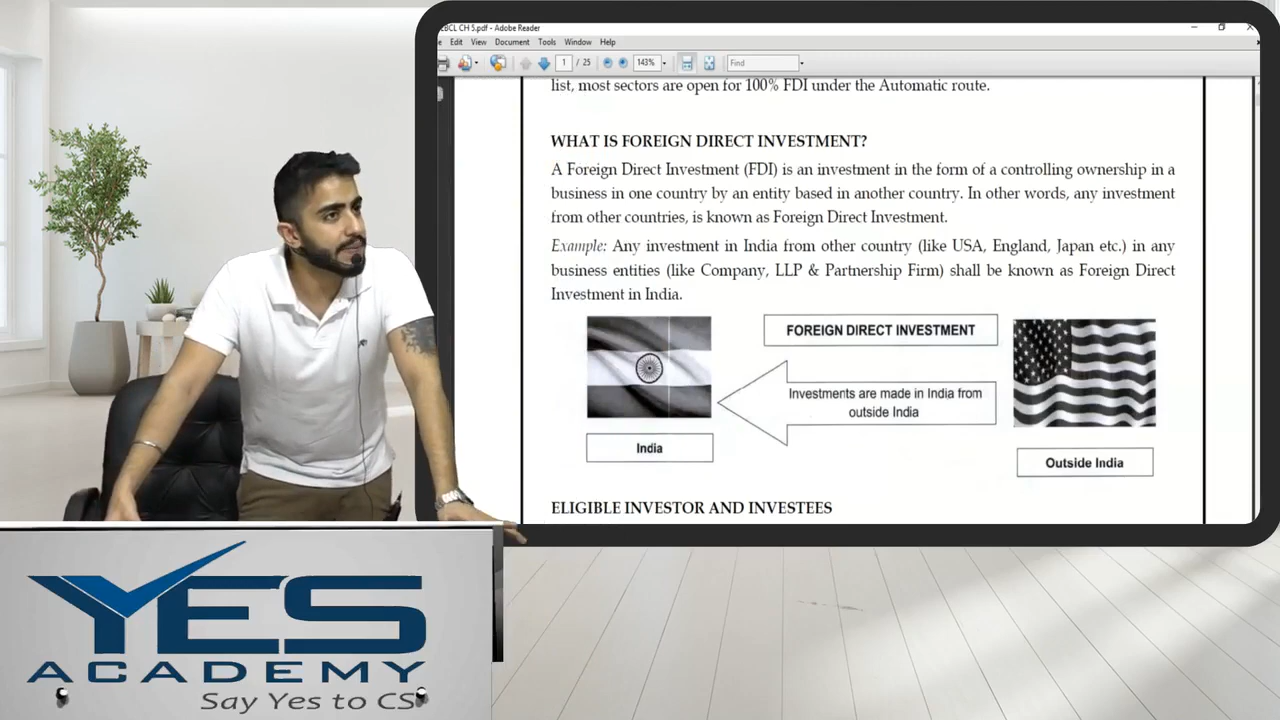 CH 5.pdf - Adobe Reader
Edit View Document Tools Window Help
1 / 25 143% Find
list, most sectors are open for 100% FDI under the Automatic route.
WHAT IS FOREIGN DIRECT INVESTMENT?
A Foreign Direct Investment (FDI) is an investment in the form of a controlling ownership in a
business in one country by an entity based in another country. In other words, any investment
from other countries, is known as Foreign Direct Investment.
Example: Any investment in India from other country (like USA, England, Japan etc.) in any
business entities (like Company, LLP & Partnership Firm) shall be known as Foreign Direct
Investment in India.
FOREIGN DIRECT INVESTMENT
Investments are made in India from
outside India
India
Outside India
ELIGIBLE INVESTOR AND INVESTEES
YES
ACADEMY
Say Yes to CS